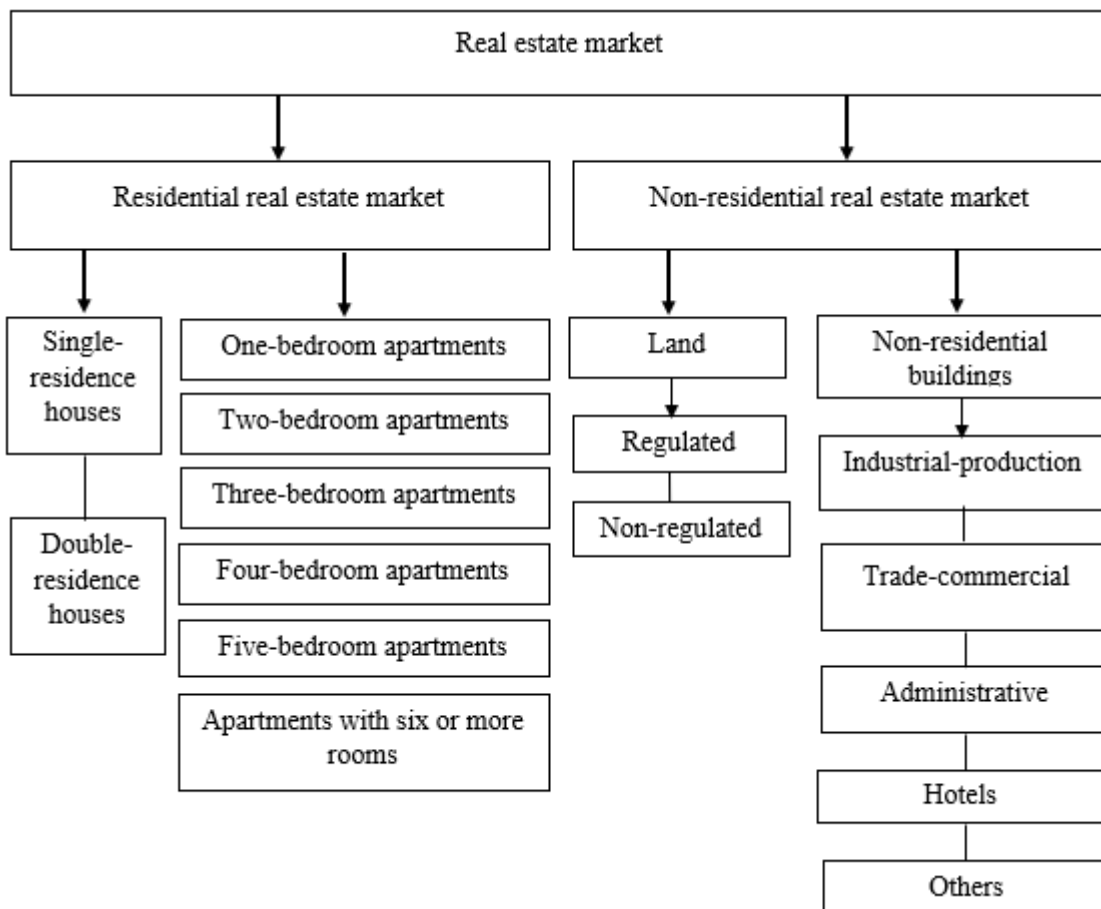 Real estate market
Residential real estate market
Non-residential real estate market
Single-
residence
houses
Double-
residence
houses
One-bedroom apartments
Two-bedroom apartments
Three-bedroom apartments
Four-bedroom apartments
Five-bedroom apartments
Apartments with six or more
rooms
Land
Regulated
Non-regulated
Non-residential
buildings
Industrial-production
Trade-commercial
Administrative
Hotels
Others